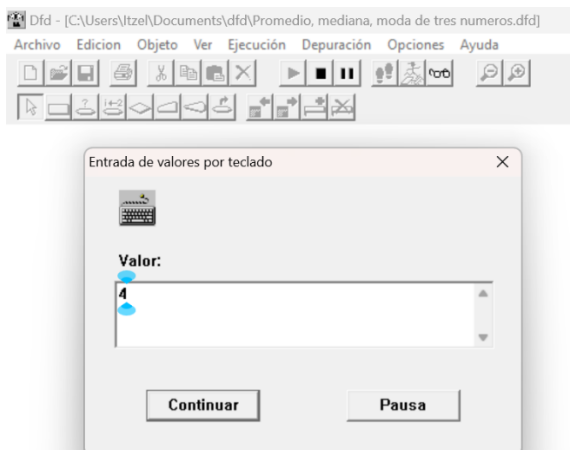 Dfd - [C:\Users\Itzel\Documents\dfd\Promedio, mediana, moda de tres numeros.dfd]
Archivo Edicion Objeto Ver Ejecución Depuración Opciones Ayuda
Entrada de valores por teclado
Valor:
4
Continuar Pausa